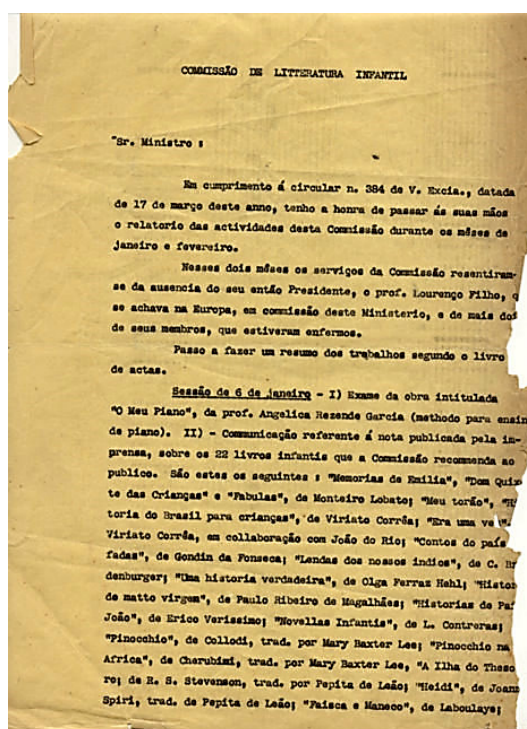 COMMISSÃO DE LITTERATURA INFANTIL
"Sr. Ministro :
Em cumprimento á circular n. 384 de V. Excia., datada
de 17 de março deste anno, tenho a honra de passar ás suas mãos
o relatorio das actividades desta Commissão durante os mêses de
janeiro e fevereiro.
Nesses dois mêses os serviços da Commissão resentiram-
se da ausencia do seu então Presidente, o prof. Lourenço Filho, q
se achava na Europa, em commissão deste Ministerio, e de mais doi
de seus membros, que estiveram enfermos.
Passo a fazer um resumo dos trabalhos segundo o livro
de actas.
Sessão de 6 de janeiro - I) Exame da obra intitulada
"O Meu Piano", da prof. Angelica Rezende Garcia (methodo para ensin
de piano). II) - Communicação referente á nota publicada pela im-
prensa, sobre os 22 livros infantis que a Commissão recommenda ao
publico. São estes os seguintes : "Memorias de Emilia", "Dom Quix
te das Crianças" e "Fabulas", de Monteiro Lobato; "Meu torão", "H
toria do Brasil para crianças", de Viriato Corrêa; "Era uma ve
Viriato Corrêa, em collaboração com João do Rio; "Contos do país
fadas", de Gondin da Fonseca; "Lendas dos nossos indios", de C. Br
denburger; "Uma historia verdadeira", de Olga Ferraz Hehl; "Histor
de matto virgem", de Paulo Ribeiro de Magalhães; "Historias de Pa
João", de Erico Verissimo; "Novellas Infantis", de L. Contreras;
"Pinocchio", de Collodi, trad. por Mary Baxter Lee; "Pinocchio na
Africa", de Cherubini, trad. por Mary Baxter Lee, "A Ilha do Theso
ro; de R. S. Stevenson, trad. por Pepita de Leão; "Heidi", de Joann
Spiri, trad. de Pepita de Leão; "Faisca e Maneco", de Laboulaye;